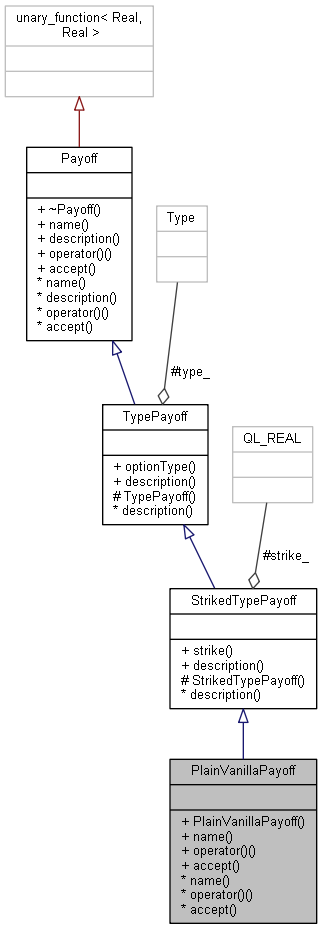 unary_function< Real,
Real >
Payoff
+ ~Payoff()
+ name()
+ description()
+ operator()()
+ accept()
* name()
* description()
* operator()()
* accept()
Type
#type_
TypePayoff
+ optionType()
+ description()
# TypePayoff()
* description()
QL_REAL
#strike_
StrikedTypePayoff
+ strike()
+ description()
# StrikedTypePayoff()
* description()
PlainVanillaPayoff
+ PlainVanillaPayoff()
+ name()
+ operator()()
+ accept()
* name()
* operator()()
* accept()